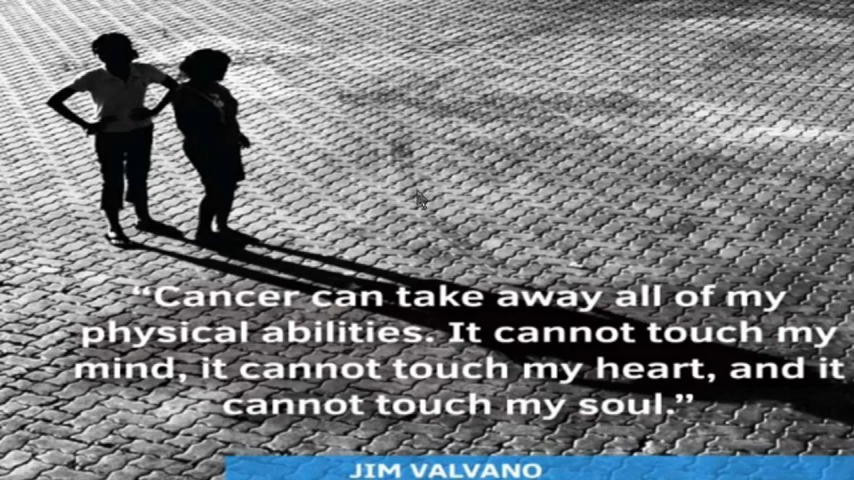 “Cancer can take away all of my
physical abilities. It cannot touch my
mind, it cannot touch my heart, and it
cannot touch my soul.”
JIM VALVANO